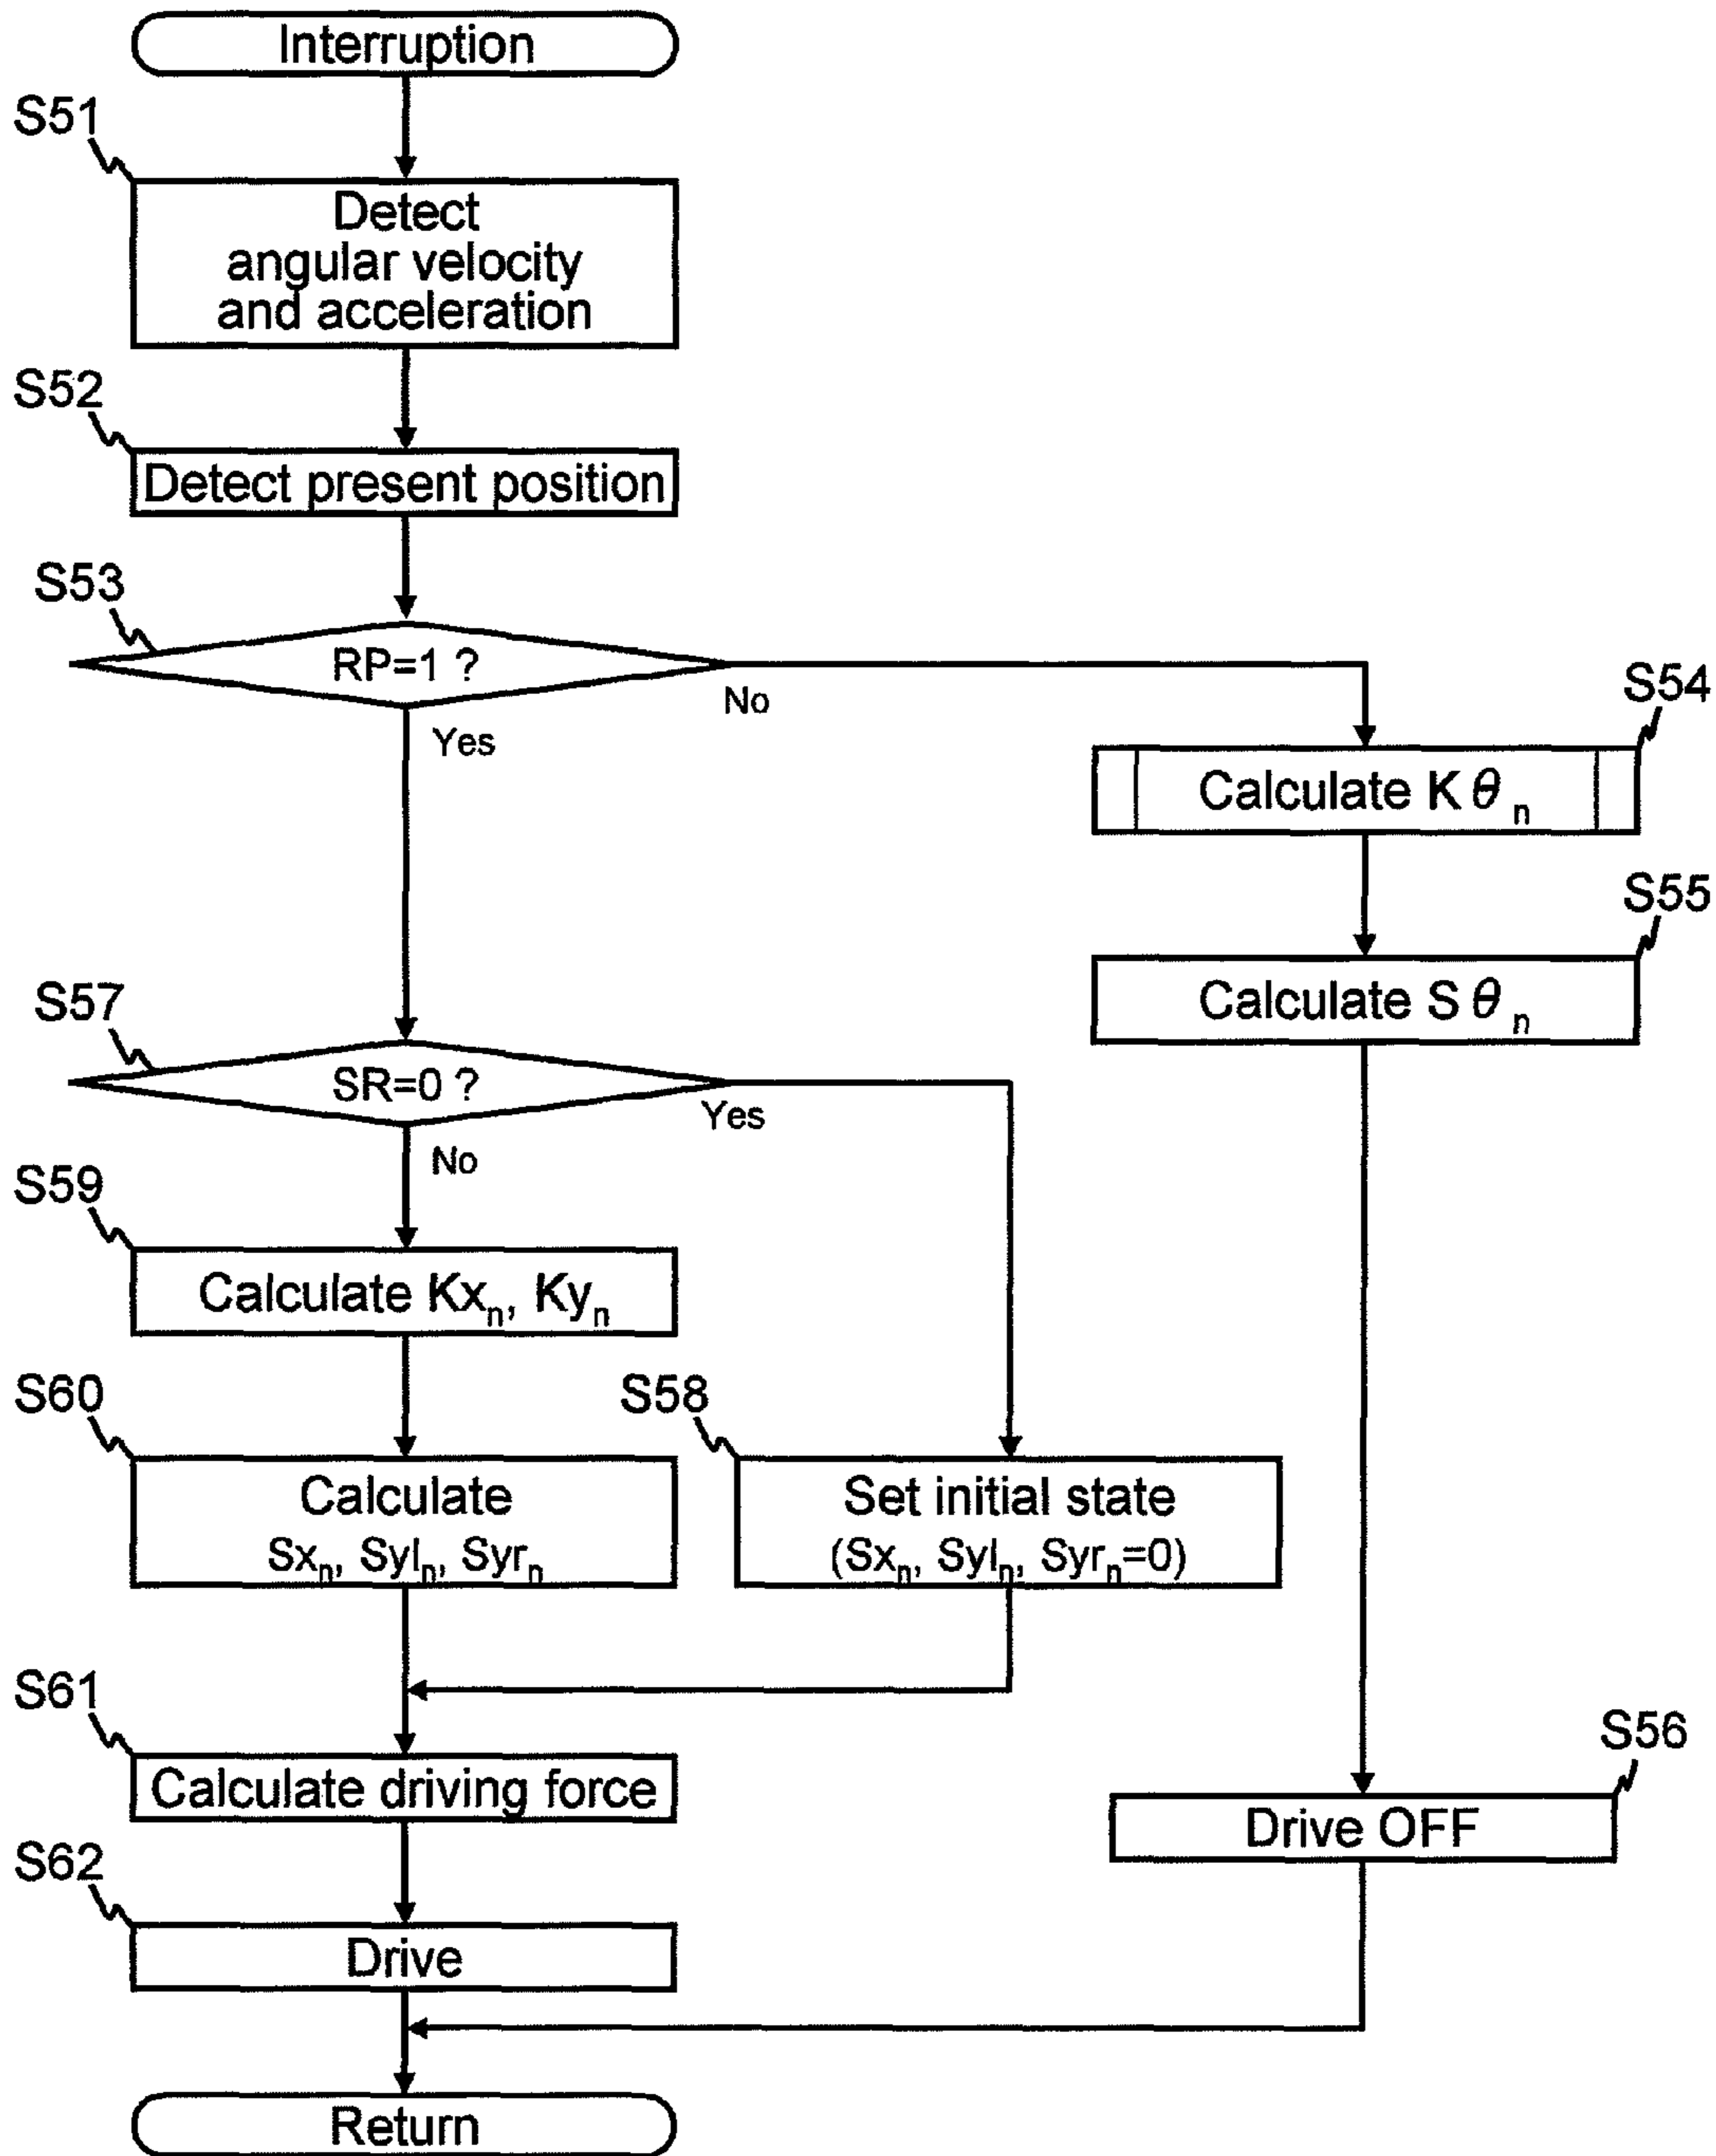 Interruption
S51
Detect
angular velocity
and acceleration
S52
Detect present position
S53
RP=1 ?
No
Yes
S54
Calculate K θ n
S55
Calculate S θ n
S57
SR=0 ?
Yes
No
S59
Calculate Kxn, Kyn
S60
Calculate
Sxn, Syln, Syrn
S58
Set initial state
(Sxn, Syln, Syrn=0)
S61
Calculate driving force
S56
Drive OFF
S62
Drive
Return